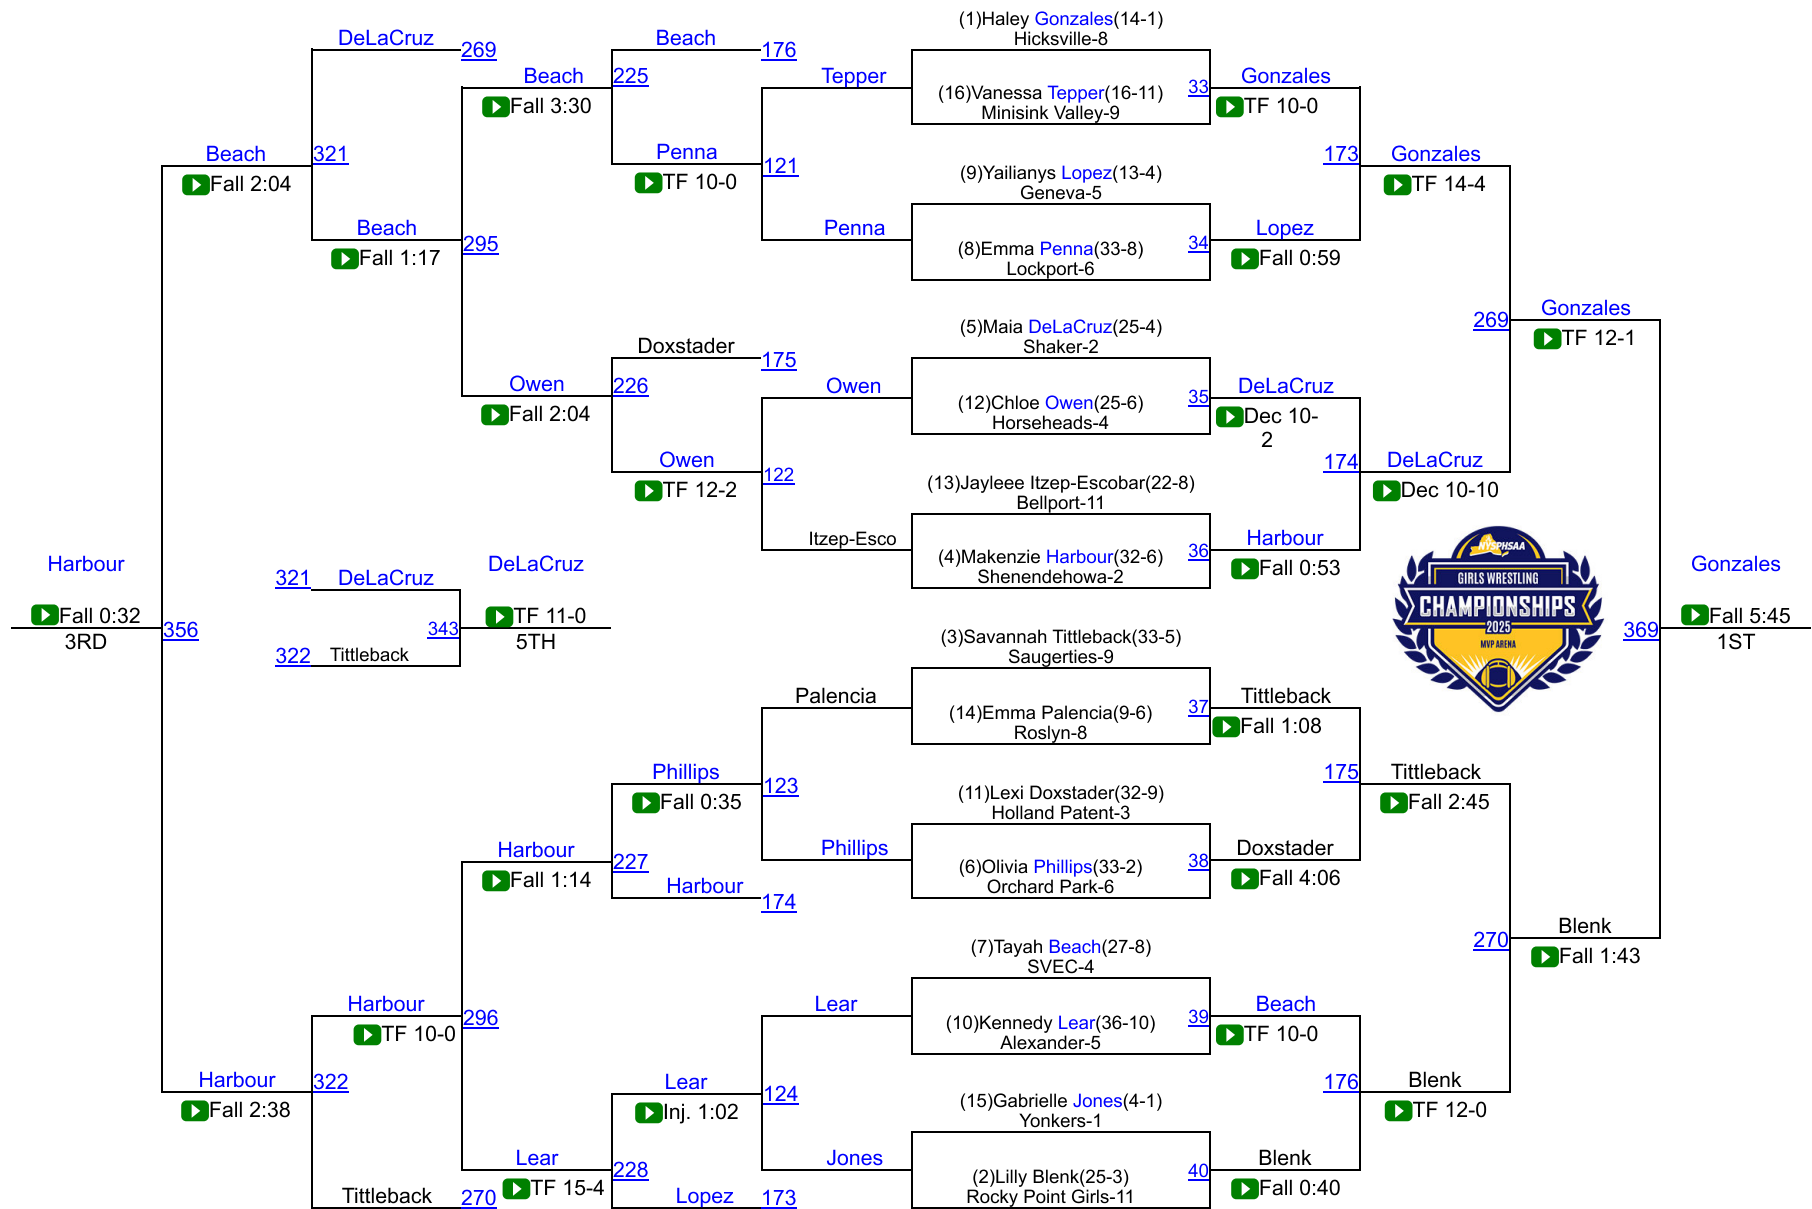 (1)Haley Gonzales(14-1)
Hicksville-8
DeLaCruz
269
Beach
176
Beach
225
Fall 3:30
Tepper
(16)Vanessa Tepper(16-11)
Minisink Valley-9
33
Gonzales
TF 10-0
Beach
321
Fall 2:04
Penna
121
TF 10-0
(9)Yailianys Lopez(13-4)
Geneva-5
173
Gonzales
TF 14-4
Beach
295
Fall 1:17
Penna
(8)Emma Penna(33-8)
Lockport-6
34
Lopez
Fall 0:59
Doxstader
175
(5)Maia DeLaCruz(25-4)
Shaker-2
269
Gonzales
TF 12-1
Owen
226
Fall 2:04
Owen
(12)Chloe Owen(25-6)
Horseheads-4
35
DeLaCruz
Dec 10-
2
Owen
122
TF 12-2
(13)Jayleee Itzep-Escobar(22-8)
Bellport-11
174
DeLaCruz
Dec 10-10
Itzep-Esco
(4)Makenzie Harbour(32-6)
Shenendehowa-2
36
Harbour
Fall 0:53
NYSPHSAA
GIRLS WRESTLING
CHAMPIONSHIPS
2025
MVP ARENA
Harbour
Fall 0:32
3RD
356
321
DeLaCruz
322
Tittleback
343
DeLaCruz
TF 11-0
5TH
369
Gonzales
Fall 5:45
1ST
(3)Savannah Tittleback(33-5)
Saugerties-9
Palencia
(14)Emma Palencia(9-6)
Roslyn-8
37
Tittleback
Fall 1:08
Phillips
123
Fall 0:35
(11)Lexi Doxstader(32-9)
Holland Patent-3
175
Tittleback
Fall 2:45
Harbour
227
Fall 1:14
Phillips
(6)Olivia Phillips(33-2)
Orchard Park-6
38
Doxstader
Fall 4:06
Harbour
174
(7)Tayah Beach(27-8)
SVEC-4
270
Blenk
Fall 1:43
Harbour
296
TF 10-0
Lear
(10)Kennedy Lear(36-10)
Alexander-5
39
Beach
TF 10-0
Harbour
322
Fall 2:38
Lear
124
Inj. 1:02
(15)Gabrielle Jones(4-1)
Yonkers-1
176
Blenk
TF 12-0
Lear
228
TF 15-4
Jones
(2)Lilly Blenk(25-3)
Rocky Point Girls-11
40
Blenk
Fall 0:40
Tittleback
270
Lopez
173